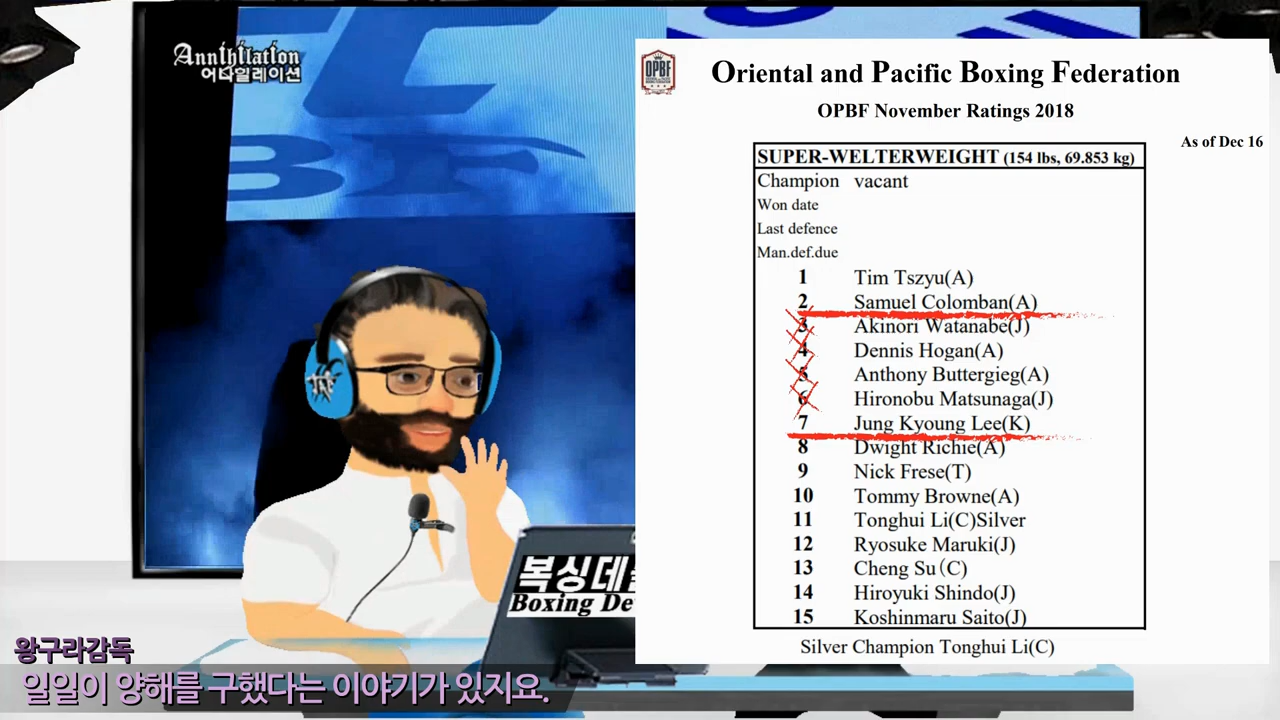 Annihilation
어나일레이션
BF
OPBF
Oriental and Pacific Boxing Federation
OPBF November Ratings 2018
As of Dec 16
SUPER-WELTERWEIGHT (154 lbs, 69.853 kg)
Champion vacant
Won date
Last defence
Man.def.due
1 Tim Tszyu(A)
2 Samuel Colomban(A)
3 Akinori Watanabe(J)
4 Dennis Hogan(A)
5 Anthony Buttergieg(A)
6 Hironobu Matsunaga(J)
7 Jung Kyoung Lee(K)
8 Dwight Richie(A)
9 Nick Frese(T)
10 Tommy Browne(A)
11 Tonghui Li(C)Silver
12 Ryosuke Maruki(J)
13 Cheng Su(C)
14 Hiroyuki Shindo(J)
15 Koshinmaru Saito(J)
Silver Champion Tonghui Li(C)
복싱데
Boxing De
왕구라감독
일일이 양해를 구했다는 이야기가 있지요.